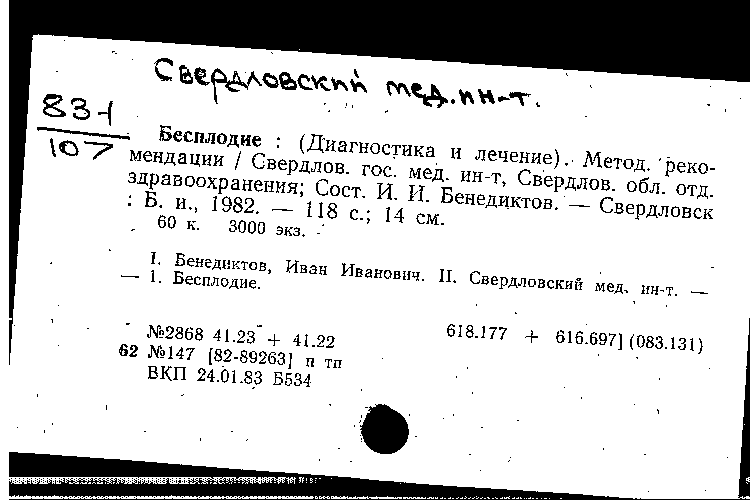 Свердловский мед. ин-т.
83-1
107
Бесплодие : (Диагностика и лечение). Метод. реко-
мендации / Свердлов. гос. мед. ин-т, Свердлов. обл. отд.
здравоохранения; Сост. И. И. Бенедиктов. — Свердловск
: Б. и., 1982. — 118 с.; 14 см.
60 к. 3000 экз.
I. Бенедиктов, Иван Иванович. II. Свердловский мед. ин-т. —
— 1. Бесплодие.
№2868 41.23 + 41.22 618.177 + 616.697] (083.131)
62 №147 [82-89263] п тп
ВКП 24.01.83 Б534